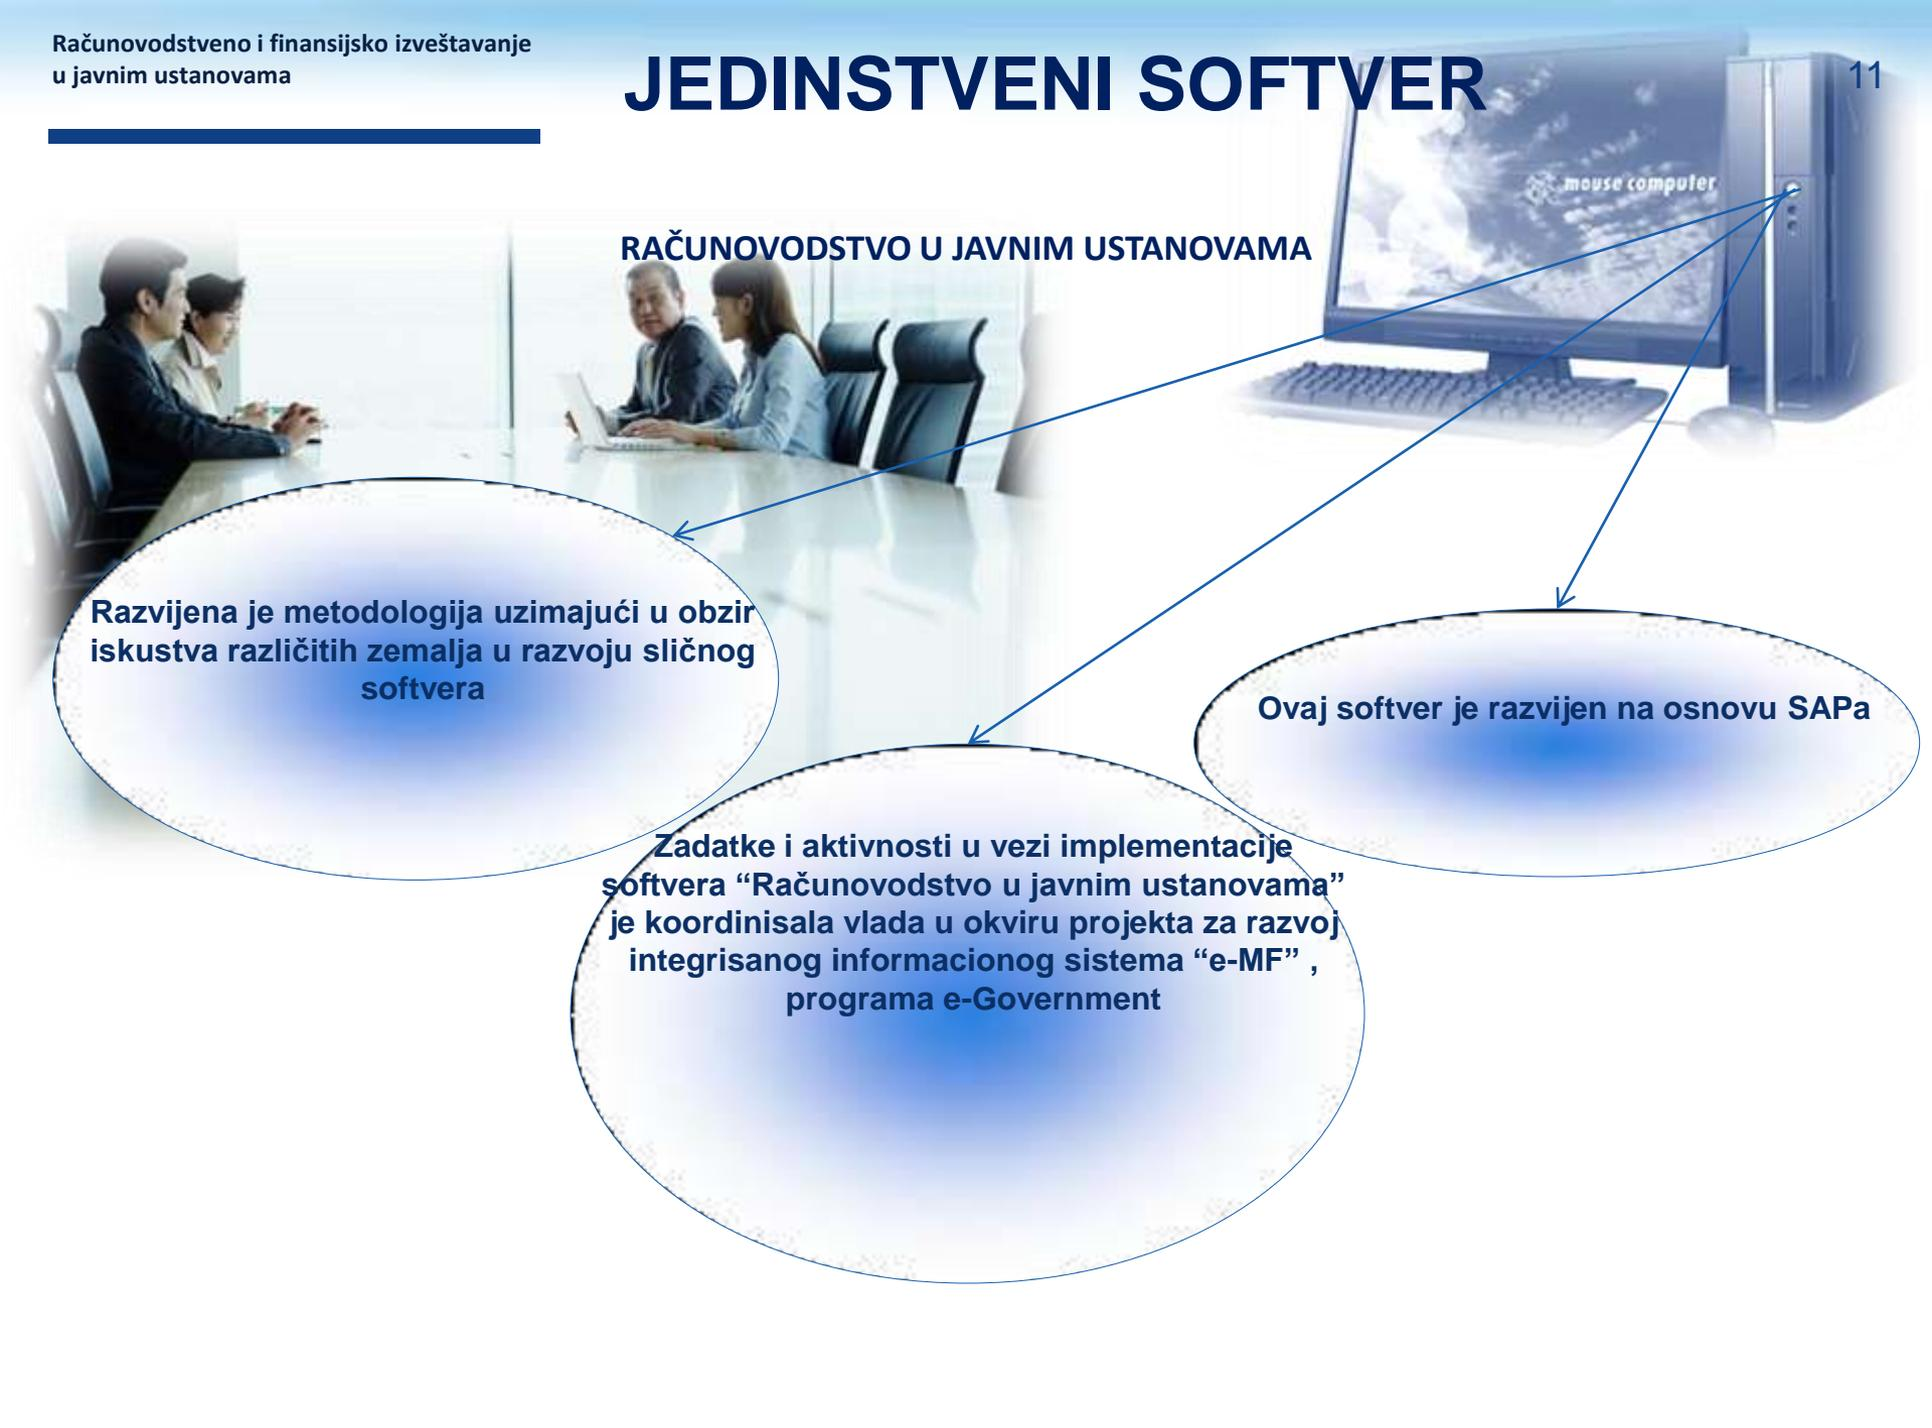 Računovodstveno i finansijsko izveštavanje
u javnim ustanovama
JEDINSTVENI SOFTVER
11
mouse computer
RAČUNOVODSTVO U JAVNIM USTANOVAMA
Razvijena je metodologija uzimajući u obzir
iskustva različitih zemalja u razvoju sličnog
softvera
Ovaj softver je razvijen na osnovu SAPa
Zadatke i aktivnosti u vezi implementacije
softvera “Računovodstvo u javnim ustanovama”
je koordinisala vlada u okviru projekta za razvoj
integrisanog informacionog sistema “e-MF” ,
programa e-Government